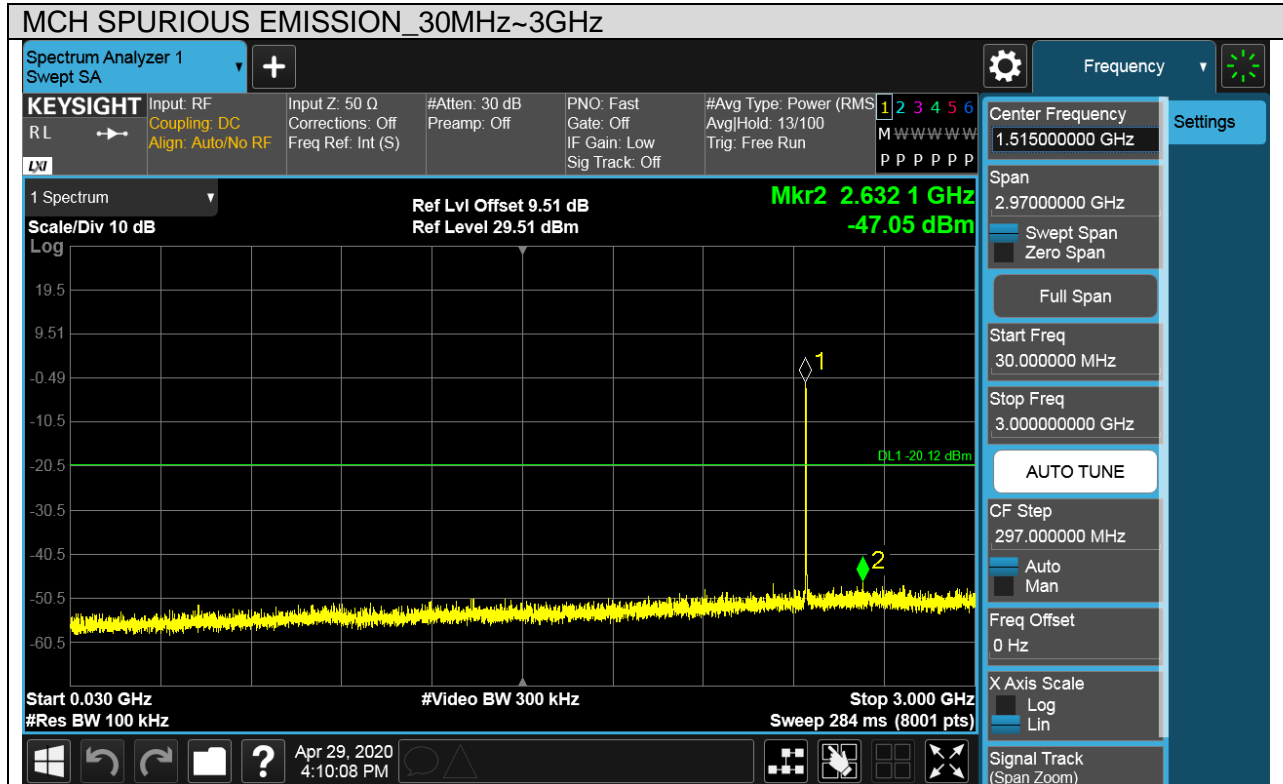 MCH SPURIOUS EMISSION_30MHz~3GHz
Spectrum Analyzer 1
Swept SA
+
Frequency
KEYSIGHT
RL
LXI
Input: RF
Coupling: DC
Align: Auto/No RF
Input Z: 50 Ω
Corrections: Off
Freq Ref: Int (S)
#Atten: 30 dB
Preamp: Off
PNO: Fast
Gate: Off
IF Gain: Low
Sig Track: Off
#Avg Type: Power (RMS
Avg|Hold: 13/100
Trig: Free Run
1 2 3 4 5 6
M W W W W W
P P P P P P
1 Spectrum
Scale/Div 10 dB
Ref Lvl Offset 9.51 dB
Ref Level 29.51 dBm
Mkr2 2.632 1 GHz
-47.05 dBm
Log
19.5
9.51
-0.49
-10.5
-20.5
-30.5
-40.5
-50.5
-60.5
1
DL1 -20.12 dBm
2
Start 0.030 GHz
#Res BW 100 kHz
#Video BW 300 kHz
Stop 3.000 GHz
Sweep 284 ms (8001 pts)
Center Frequency
1.515000000 GHz
Settings
Span
2.97000000 GHz
Swept Span
Zero Span
Full Span
Start Freq
30.000000 MHz
Stop Freq
3.000000000 GHz
AUTO TUNE
CF Step
297.000000 MHz
Auto
Man
Freq Offset
0 Hz
X Axis Scale
Log
Lin
Signal Track
(Span Zoom)
?
Apr 29, 2020
4:10:08 PM